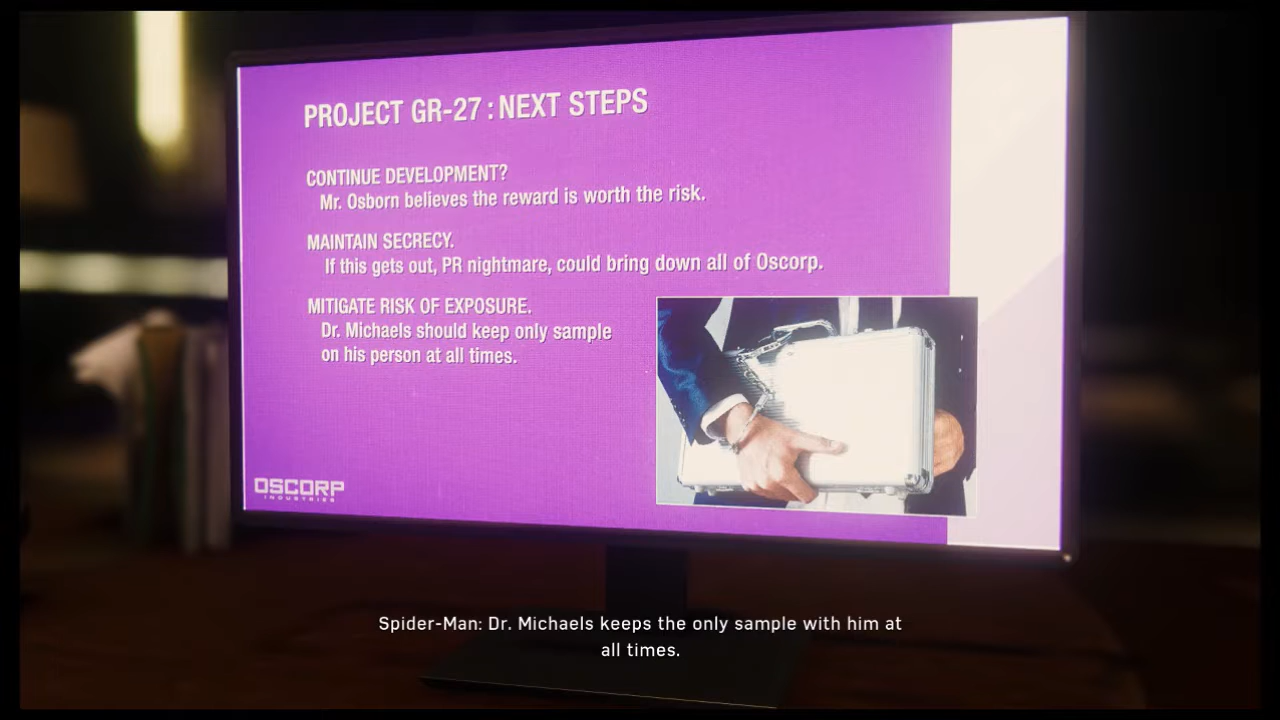 PROJECT GR-27 : NEXT STEPS
CONTINUE DEVELOPMENT?
Mr. Osborn believes the reward is worth the risk.
MAINTAIN SECRECY.
If this gets out, PR nightmare, could bring down all of Oscorp.
MITIGATE RISK OF EXPOSURE.
Dr. Michaels should keep only sample
on his person at all times.
OSCORP
INDUSTRIES
Spider-Man: Dr. Michaels keeps the only sample with him at
all times.